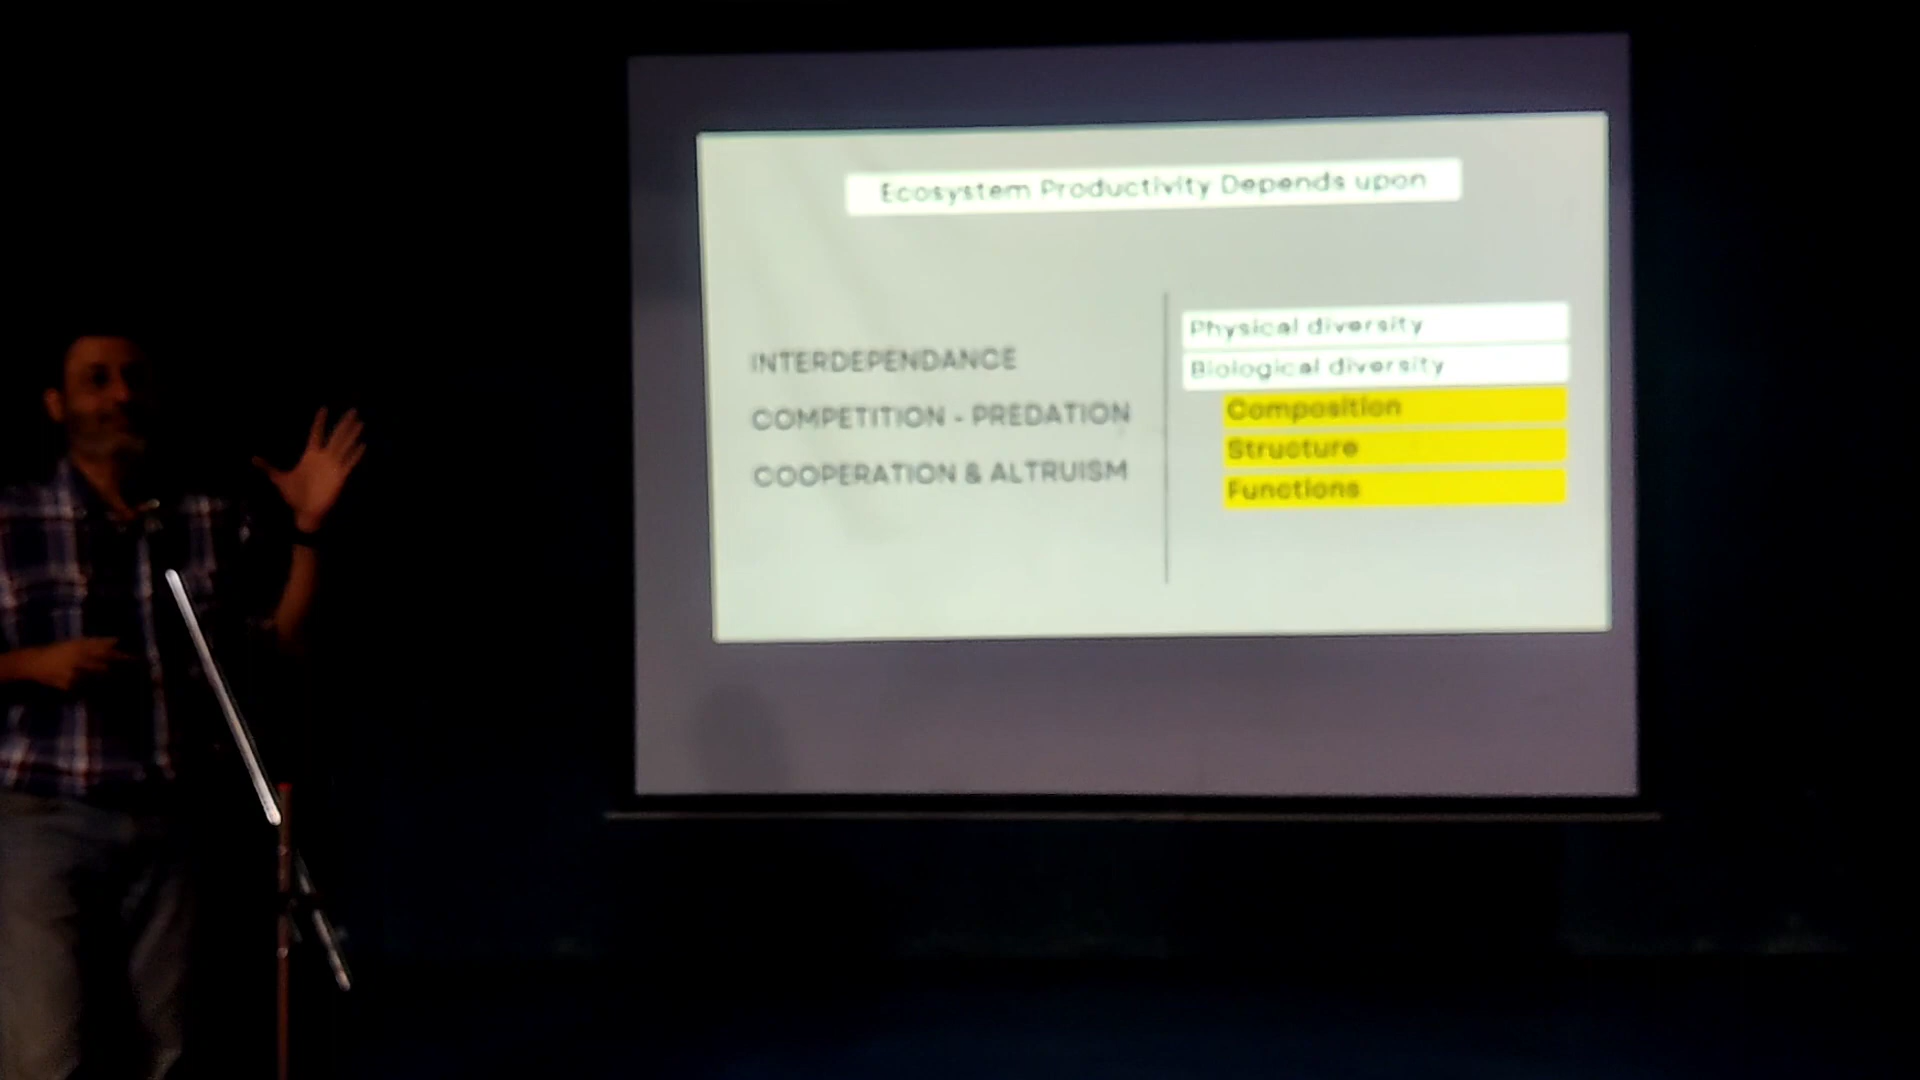 Ecosystem Productivity Depends upon
INTERDEPENDANCE
COMPETITION - PREDATION
COOPERATION & ALTRUISM
Physical diversity
Biological diversity
Composition
Structure
Functions